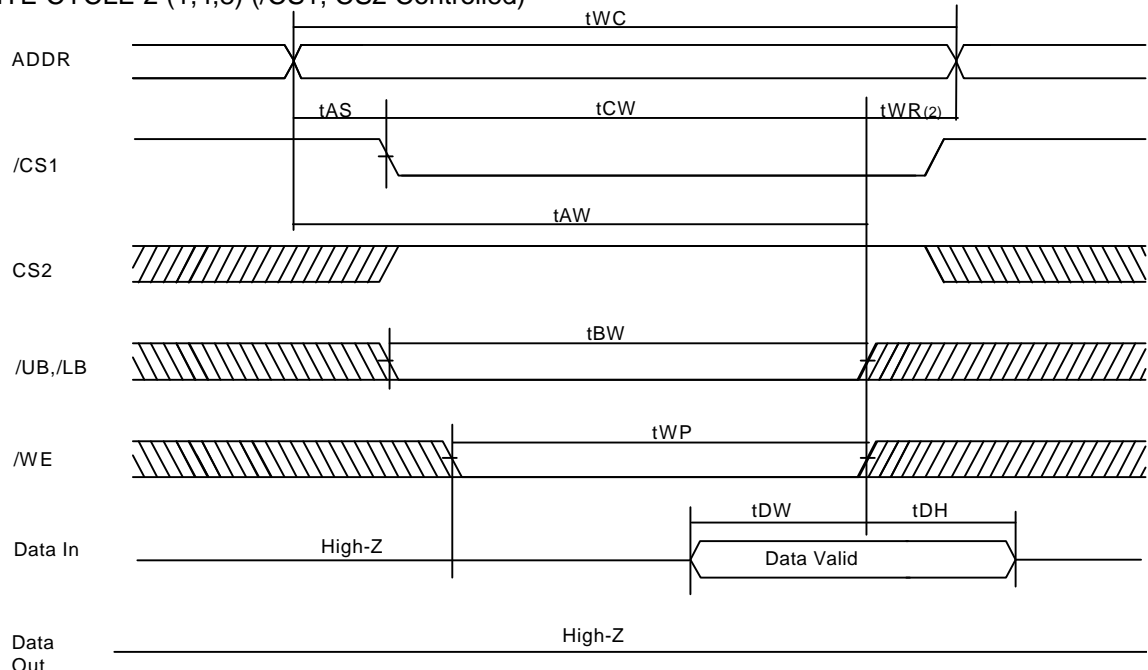 tWC
ADDR
tAS
tCW
tWR(2)
/CS1
tAW
CS2
tBW
/UB,/LB
tWP
/WE
tDW
tDH
Data In
High-Z
Data Valid
High-Z
Data
Out